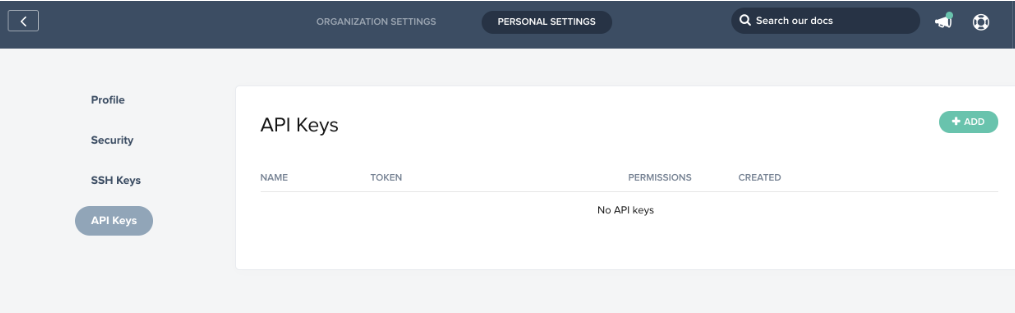 ORGANIZATION SETTINGS PERSONAL SETTINGS Search our docs
Profile
Security
SSH Keys
API Keys
API Keys
+ ADD
NAME TOKEN PERMISSIONS CREATED
No API keys